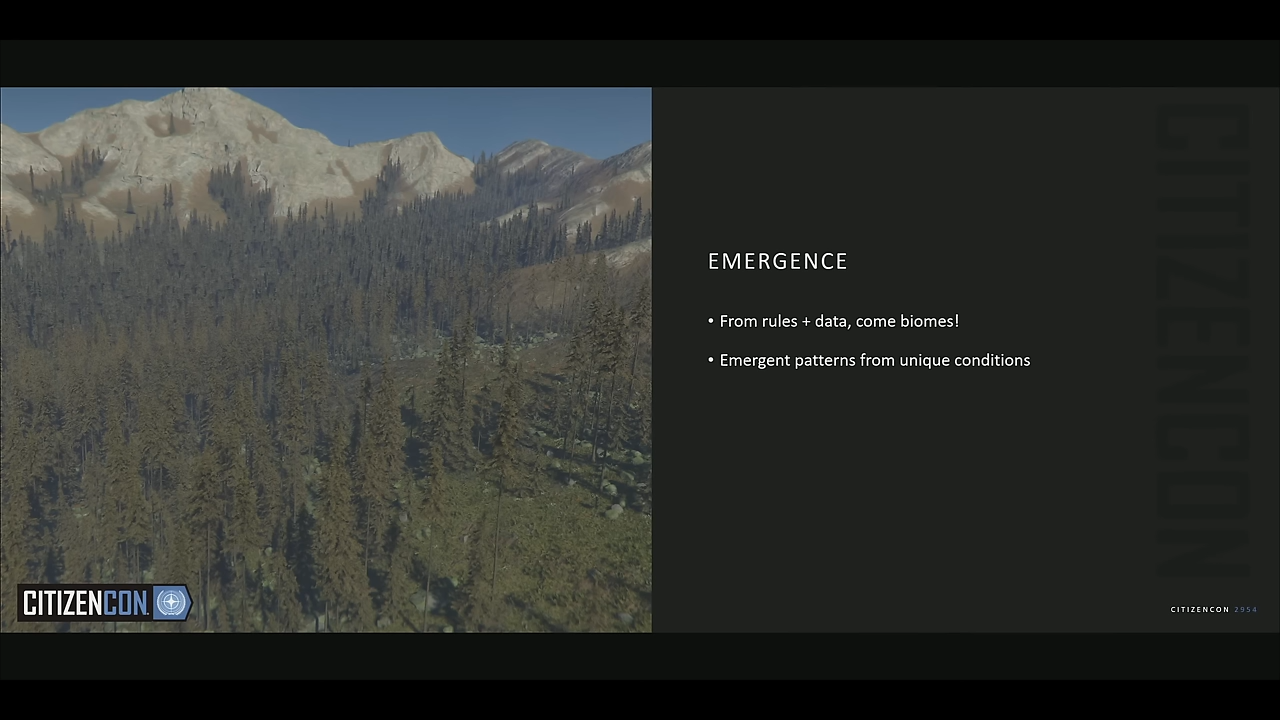 EMERGENCE
• From rules + data, come biomes!
• Emergent patterns from unique conditions
CITIZENCON
CITIZENCON.
CITIZENCON 2954